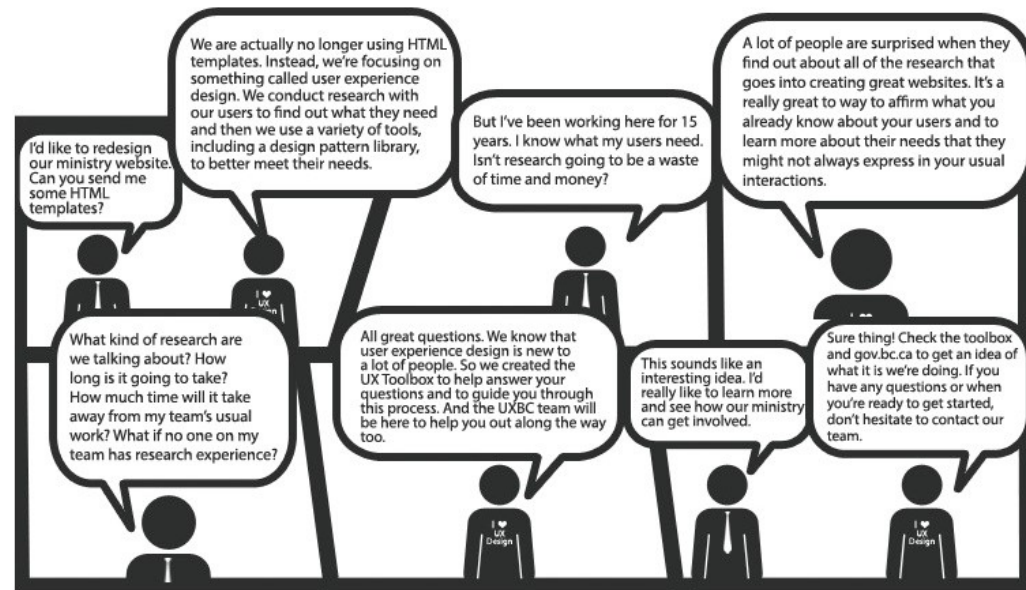 I'd like to redesign
our ministry website.
Can you send me
some HTML
templates?
We are actually no longer using HTML
templates. Instead, we're focusing on
something called user experience
design. We conduct research with
our users to find out what they need
and then we use a variety of tools,
including a design pattern library,
to better meet their needs.
I ♥
UX
But I've been working here for 15
years. I know what my users need.
Isn't research going to be a waste
of time and money?
A lot of people are surprised when they
find out about all of the research that
goes into creating great websites. It's a
really great to way to affirm what you
already know about your users and to
learn more about their needs that they
might not always express in your usual
interactions.
I ♥
What kind of research are
we talking about? How
long is it going to take?
How much time will it take
away from my team's usual
work? What if no one on my
team has research experience?
All great questions. We know that
user experience design is new to
a lot of people. So we created the
UX Toolbox to help answer your
questions and to guide you through
this process. And the UXBC team will
be here to help you out along the way
too.
I ♥
UX
Design
This sounds like an
interesting idea. I'd
really like to learn more
and see how our ministry
can get involved.
Sure thing! Check the toolbox
and gov.bc.ca to get an idea of
what it is we're doing. If you
have any questions or when
you're ready to get started,
don't hesitate to contact our
team.
I ♥
UX
Design